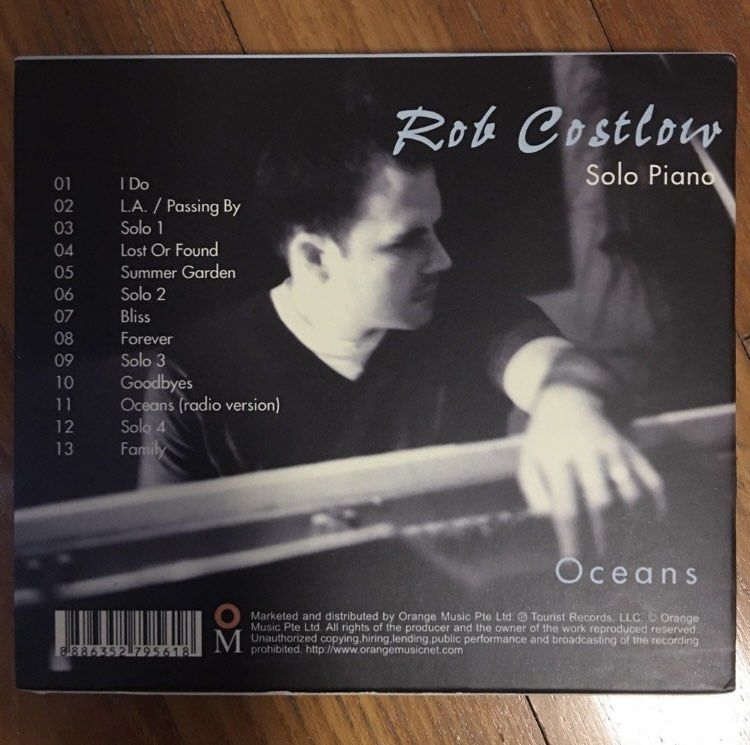 Rob Costlow
Solo Piano
01 I Do
02 L.A. / Passing By
03 Solo 1
04 Lost Or Found
05 Summer Garden
06 Solo 2
07 Bliss
08 Forever
09 Solo 3
10 Goodbyes
11 Oceans (radio version)
12 Solo 4
13 Family
Oceans
8 886352 795618
OM
Marketed and distributed by Orange Music Pte Ltd. ℗ Tourist Records, LLC. © Orange
Music Pte Ltd. All rights of the producer and the owner of the work reproduced reserved.
Unauthorized copying,hiring,lending,public performance and broadcasting of the recording
prohibited. http://www.orangemusicnet.com